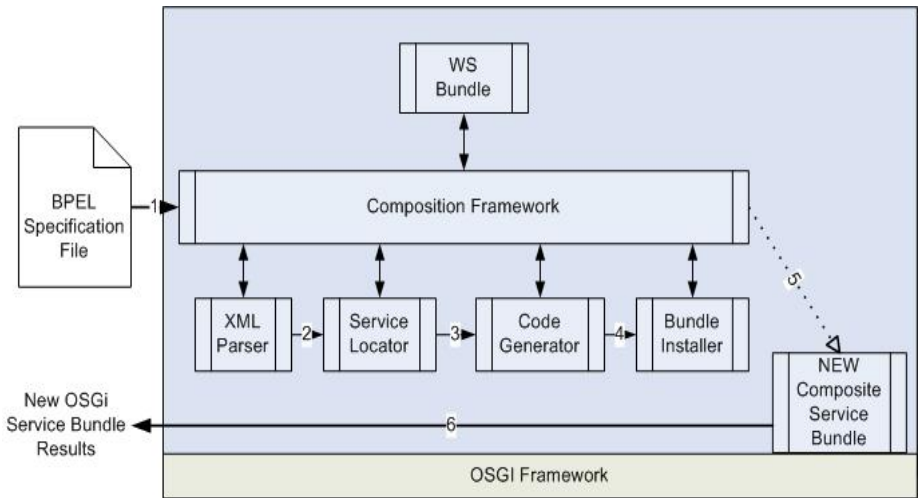 WS
Bundle
BPEL
Specification
File
1
Composition Framework
5
XML
Parser
2
Service
Locator
3
Code
Generator
4
Bundle
Installer
NEW
Composite
Service
Bundle
New OSGi
Service Bundle
Results
6
OSGI Framework